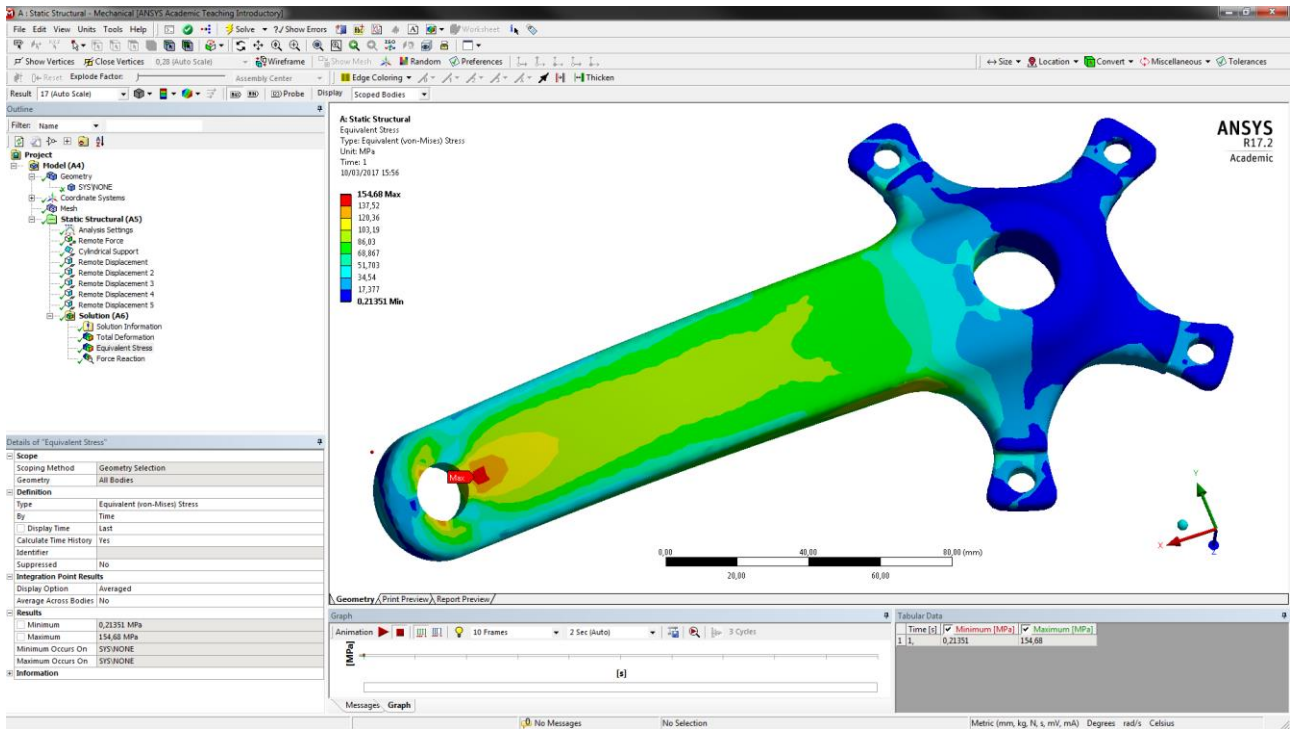 A : Static Structural - Mechanical [ANSYS Academic Teaching Introductory]
File Edit View Units Tools Help Solve ?/ Show Errors Worksheet
Show Vertices Close Vertices 0,28 (Auto Scale) Wireframe Show Mesh Random Preferences Size Location Convert Miscellaneous Tolerances
Reset Explode Factor: Assembly Center Edge Coloring Thicken
Result 17 (Auto Scale) Probe Display Scoped Bodies
Outline
Filter: Name
Project
Model (A4)
Geometry
SYS\NONE
Coordinate Systems
Mesh
Static Structural (A5)
Analysis Settings
Remote Force
Cylindrical Support
Remote Displacement
Remote Displacement 2
Remote Displacement 3
Remote Displacement 4
Remote Displacement 5
Solution (A6)
Solution Information
Total Deformation
Equivalent Stress
Force Reaction
Details of "Equivalent Stress"
Scope
Scoping Method Geometry Selection
Geometry All Bodies
Definition
Type Equivalent (von-Mises) Stress
By Time
Display Time Last
Calculate Time History Yes
Identifier
Suppressed No
Integration Point Results
Display Option Averaged
Average Across Bodies No
Results
Minimum 0,21351 MPa
Maximum 154,68 MPa
Minimum Occurs On SYS\NONE
Maximum Occurs On SYS\NONE
Information
A: Static Structural
Equivalent Stress
Type: Equivalent (von-Mises) Stress
Unit: MPa
Time: 1
10/03/2017 15:56
154,68 Max
137,52
120,36
103,19
86,03
68,867
51,703
34,54
17,377
0,21351 Min
ANSYS
R17.2
Academic
Max
0,00 40,00 80,00 (mm)
20,00 60,00
Y
X
Z
Geometry Print Preview Report Preview
Graph
Animation 10 Frames 2 Sec (Auto) 3 Cycles
[MPa]
[s]
Messages Graph
Tabular Data
Time [s] Minimum [MPa] Maximum [MPa]
1 1, 0,21351 154,68
No Messages No Selection Metric (mm, kg, N, s, mV, mA) Degrees rad/s Celsius